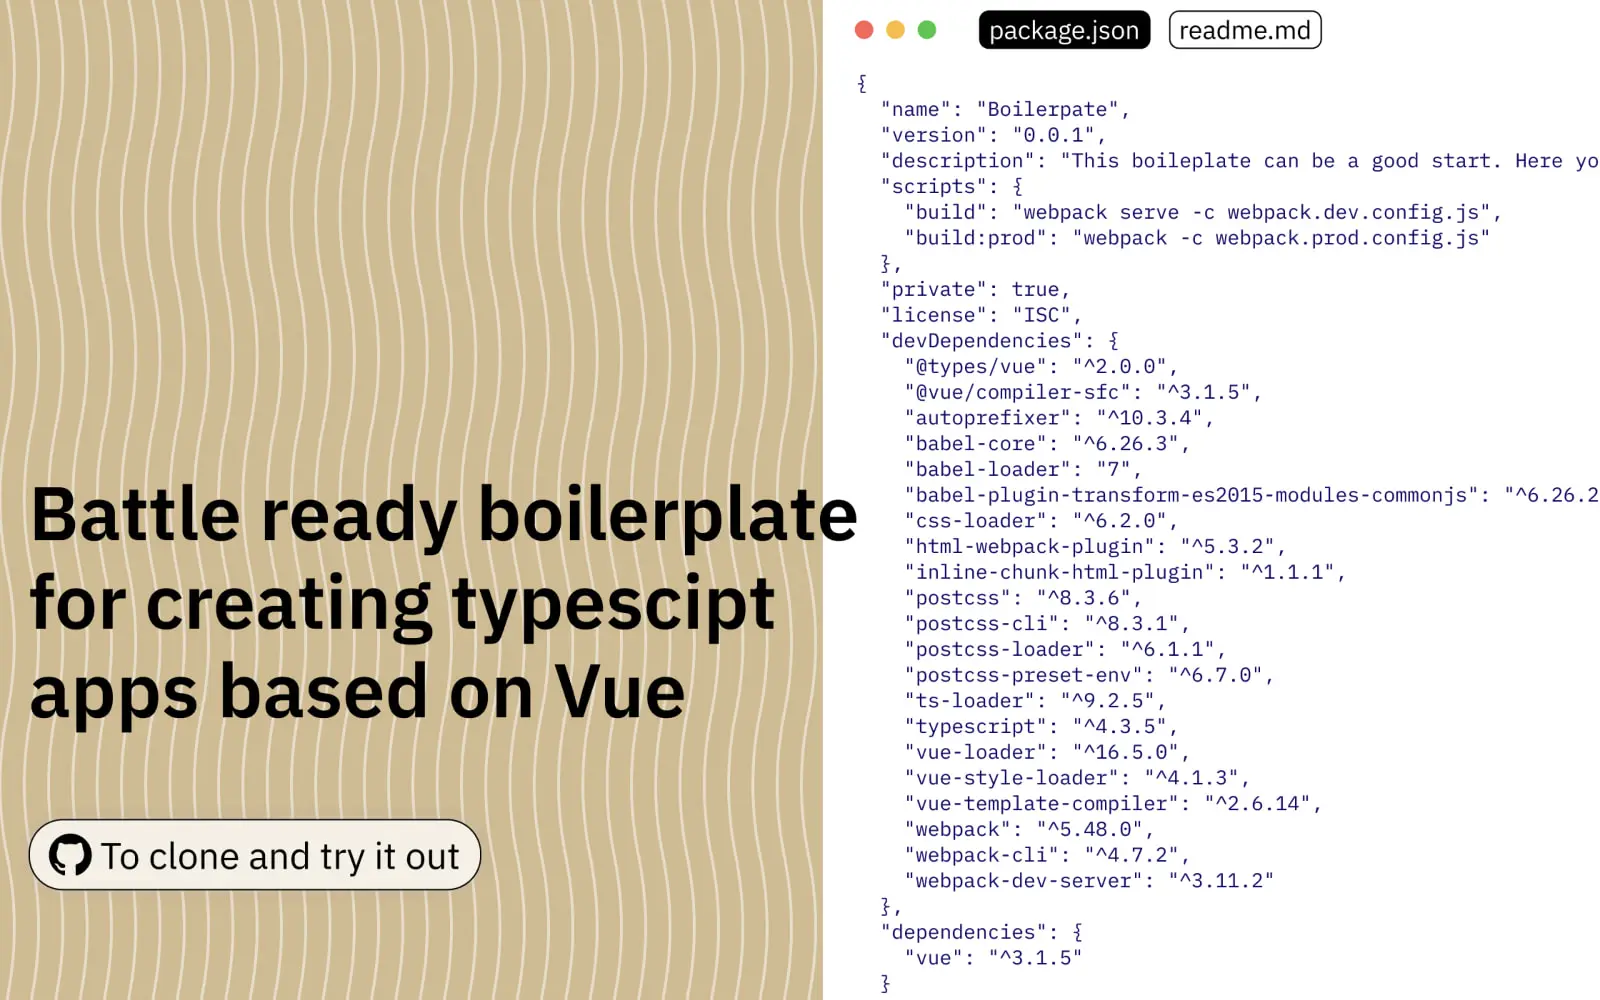 Battle ready boilerplate
for creating typescipt
apps based on Vue
To clone and try it out
package.json readme.md
{
"name": "Boilerpate",
"version": "0.0.1",
"description": "This boileplate can be a good start. Here yo
"scripts": {
"build": "webpack serve -c webpack.dev.config.js",
"build:prod": "webpack -c webpack.prod.config.js"
},
"private": true,
"license": "ISC",
"devDependencies": {
"@types/vue": "^2.0.0",
"@vue/compiler-sfc": "^3.1.5",
"autoprefixer": "^10.3.4",
"babel-core": "^6.26.3",
"babel-loader": "7",
"babel-plugin-transform-es2015-modules-commonjs": "^6.26.2
"css-loader": "^6.2.0",
"html-webpack-plugin": "^5.3.2",
"inline-chunk-html-plugin": "^1.1.1",
"postcss": "^8.3.6",
"postcss-cli": "^8.3.1",
"postcss-loader": "^6.1.1",
"postcss-preset-env": "^6.7.0",
"ts-loader": "^9.2.5",
"typescript": "^4.3.5",
"vue-loader": "^16.5.0",
"vue-style-loader": "^4.1.3",
"vue-template-compiler": "^2.6.14",
"webpack": "^5.48.0",
"webpack-cli": "^4.7.2",
"webpack-dev-server": "^3.11.2"
},
"dependencies": {
"vue": "^3.1.5"
}